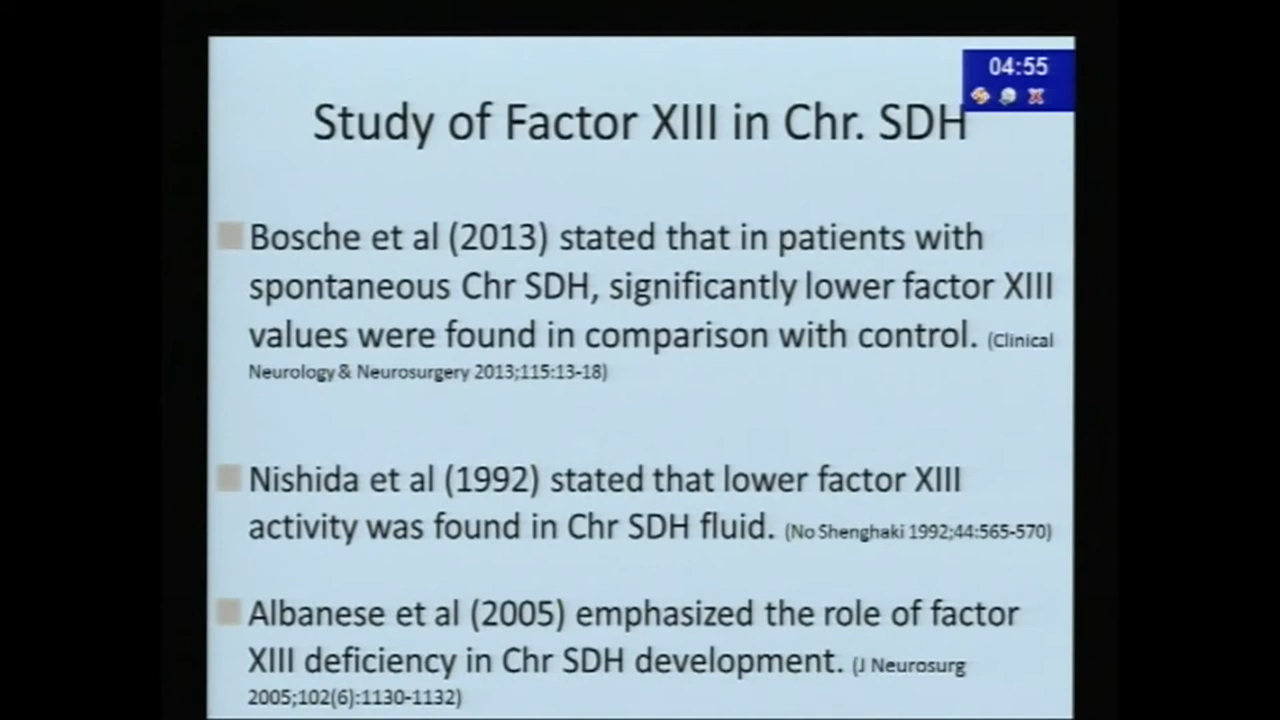 04:55
Study of Factor XIII in Chr. SDH
Bosche et al (2013) stated that in patients with
spontaneous Chr SDH, significantly lower factor XIII
values were found in comparison with control. (Clinical
Neurology & Neurosurgery 2013;115:13-18)
Nishida et al (1992) stated that lower factor XIII
activity was found in Chr SDH fluid. (No Shenghaki 1992;44:565-570)
Albanese et al (2005) emphasized the role of factor
XIII deficiency in Chr SDH development. (J Neurosurg
2005;102(6):1130-1132)